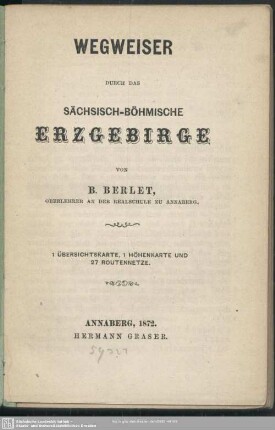 WEGWEISER
DURCH DAS
SÄCHSISCH-BÖHMISCHE
ERZGEBIRGE
VON
B. BERLET,
OBERLEHRER AN DER REALSCHULE ZU ANNABERG.
1 ÜBERSICHTSKARTE, 1 HÖHENKARTE UND
27 ROUTENNETZE.
ANNABERG, 1872.
HERMANN GRASER.